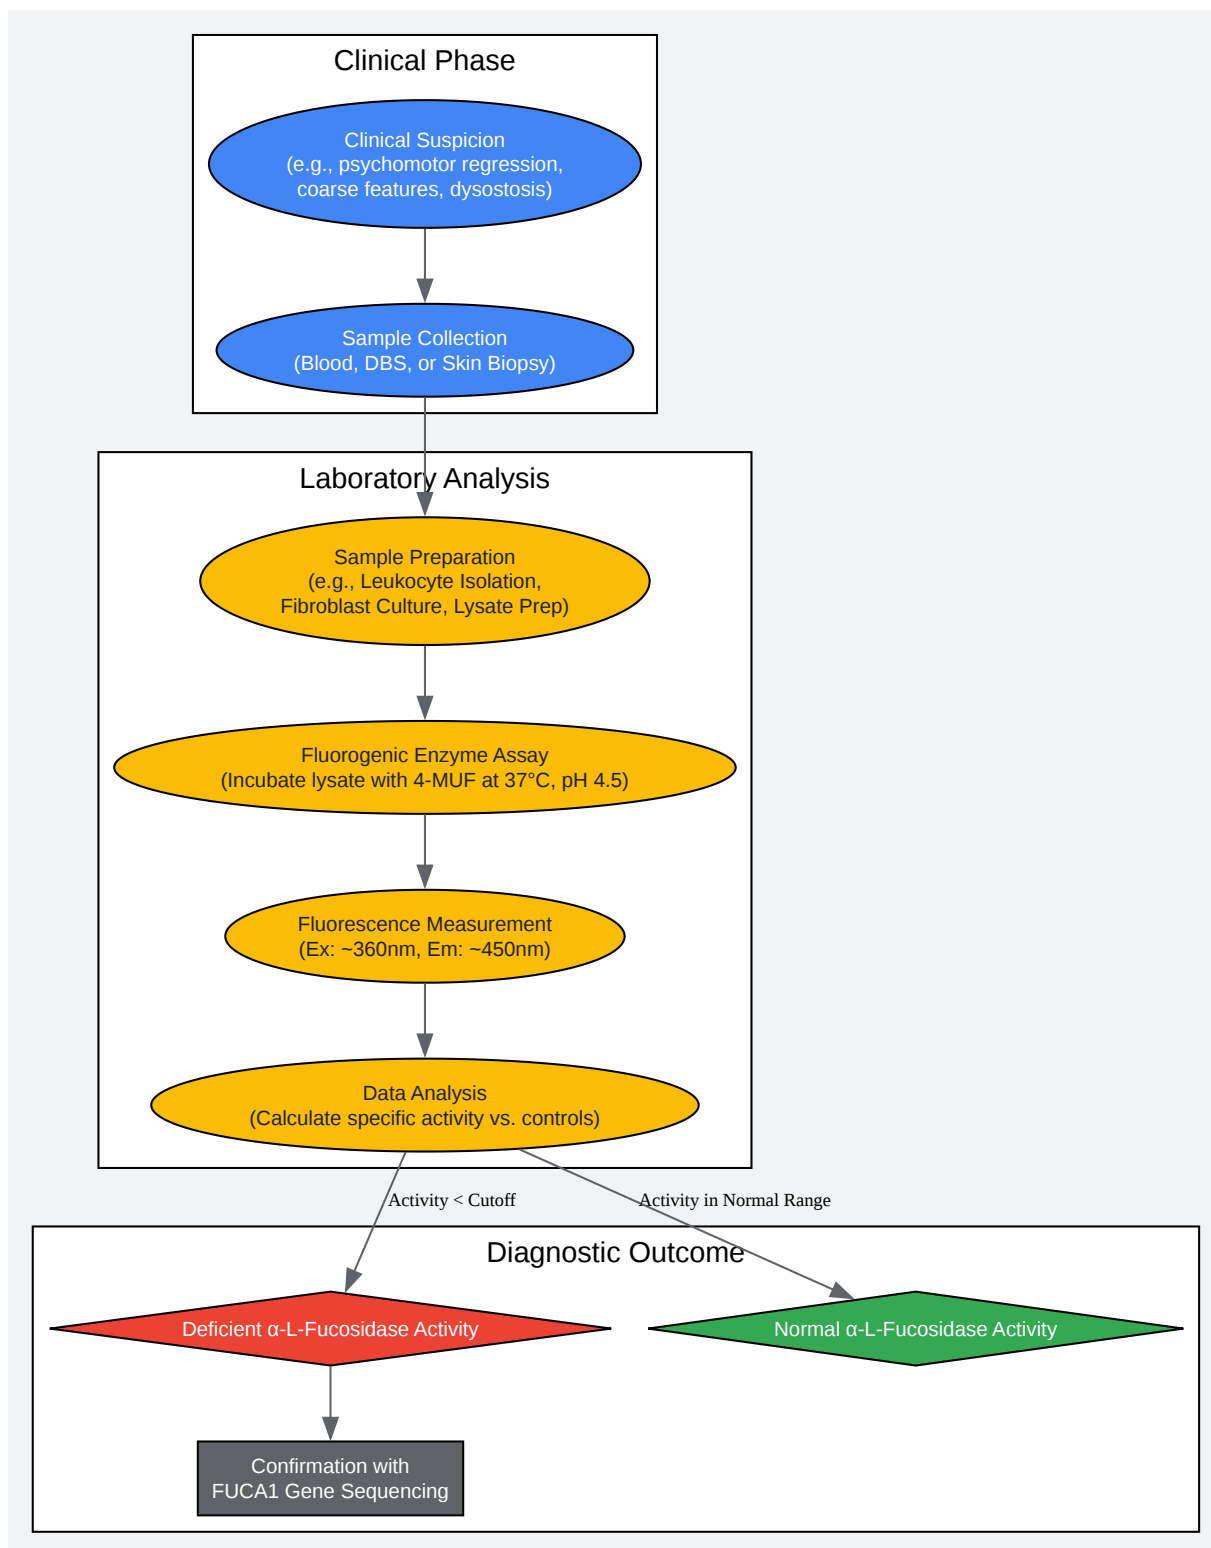 Clinical Phase
Clinical Suspicion
(e.g., psychomotor regression,
coarse features, dysostosis)
Sample Collection
(Blood, DBS, or Skin Biopsy)
Laboratory Analysis
Sample Preparation
(e.g., Leukocyte Isolation,
Fibroblast Culture, Lysate Prep)
Fluorogenic Enzyme Assay
(Incubate lysate with 4-MUF at 37°C, pH 4.5)
Fluorescence Measurement
(Ex: ~360nm, Em: ~450nm)
Data Analysis
(Calculate specific activity vs. controls)
Activity < Cutoff
Activity in Normal Range
Diagnostic Outcome
Deficient α-L-Fucosidase Activity
Normal α-L-Fucosidase Activity
Confirmation with
FUCA1 Gene Sequencing